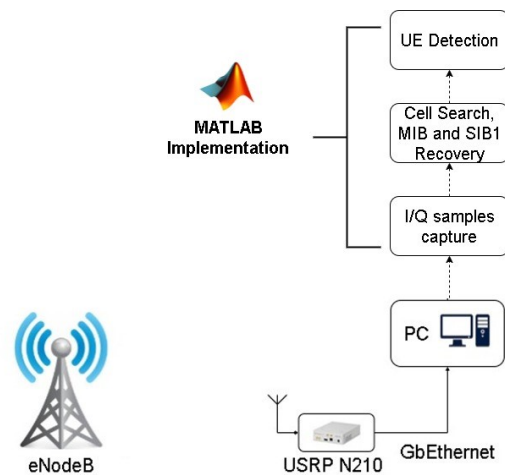 UE Detection
Cell Search,
MIB and SIB1
Recovery
MATLAB
Implementation
I/Q samples
capture
PC
eNodeB
USRP N210
GbEthernet